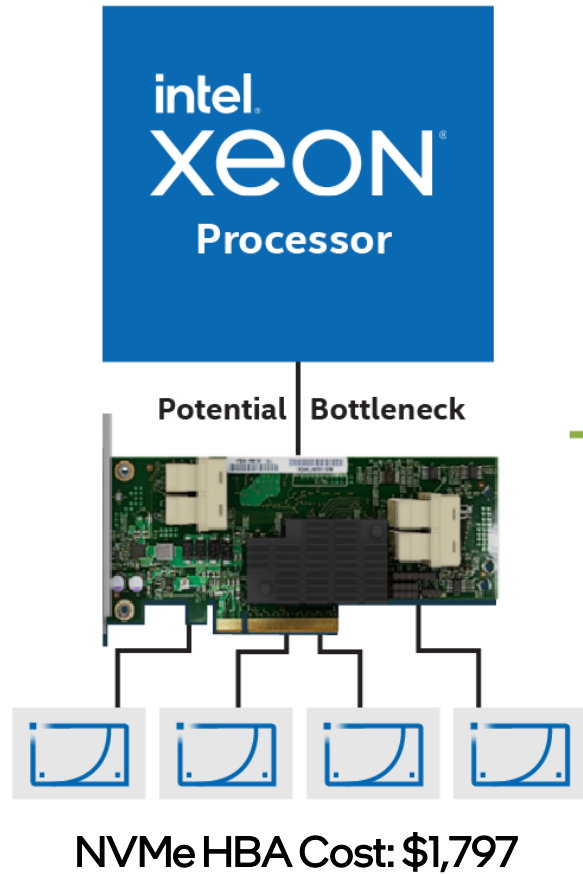 intel.
xeon®
Processor
Potential Bottleneck
NVMe HBA Cost: $1,797